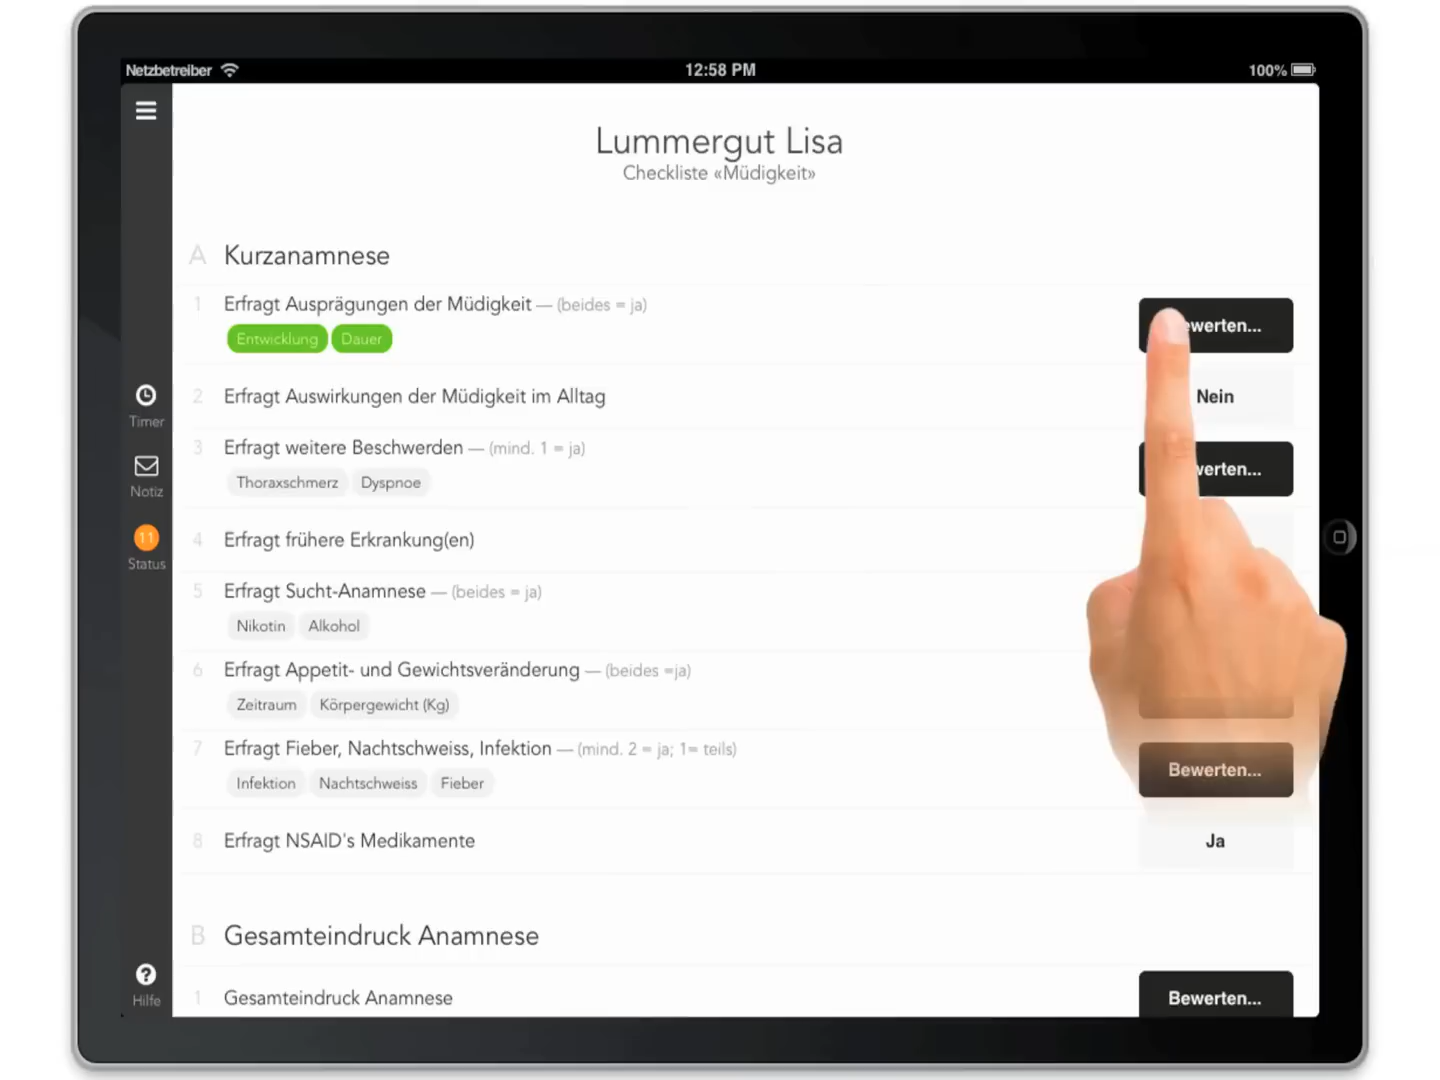 Netzbetreiber
12:58 PM
100%
Lummergut Lisa
Checkliste «Müdigkeit»
A Kurzanamnese
1 Erfragt Ausprägungen der Müdigkeit — (beides = ja)
Entwicklung Dauer
ewerten...
2 Erfragt Auswirkungen der Müdigkeit im Alltag
Nein
3 Erfragt weitere Beschwerden — (mind. 1 = ja)
Thoraxschmerz Dyspnoe
werten...
4 Erfragt frühere Erkrankung(en)
5 Erfragt Sucht-Anamnese — (beides = ja)
Nikotin Alkohol
6 Erfragt Appetit- und Gewichtsveränderung — (beides =ja)
Zeitraum Körpergewicht (Kg)
7 Erfragt Fieber, Nachtschweiss, Infektion — (mind. 2 = ja; 1= teils)
Infektion Nachtschweiss Fieber
Bewerten...
8 Erfragt NSAID's Medikamente
Ja
B Gesamteindruck Anamnese
1 Gesamteindruck Anamnese
Bewerten...
Timer
Notiz
11
Status
Hilfe